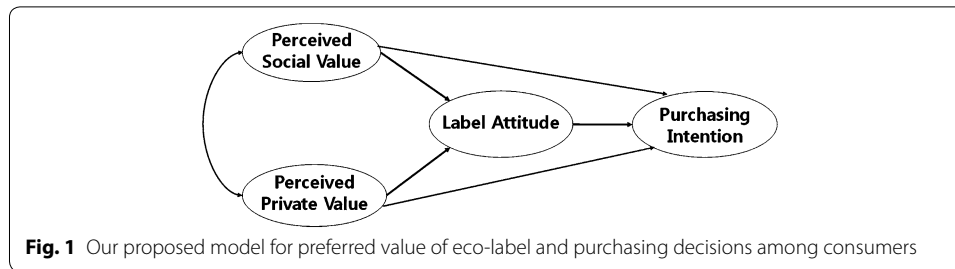 Perceived
Social Value
Label Attitude
Purchasing
Intention
Perceived
Private Value
Fig. 1 Our proposed model for preferred value of eco-label and purchasing decisions among consumers